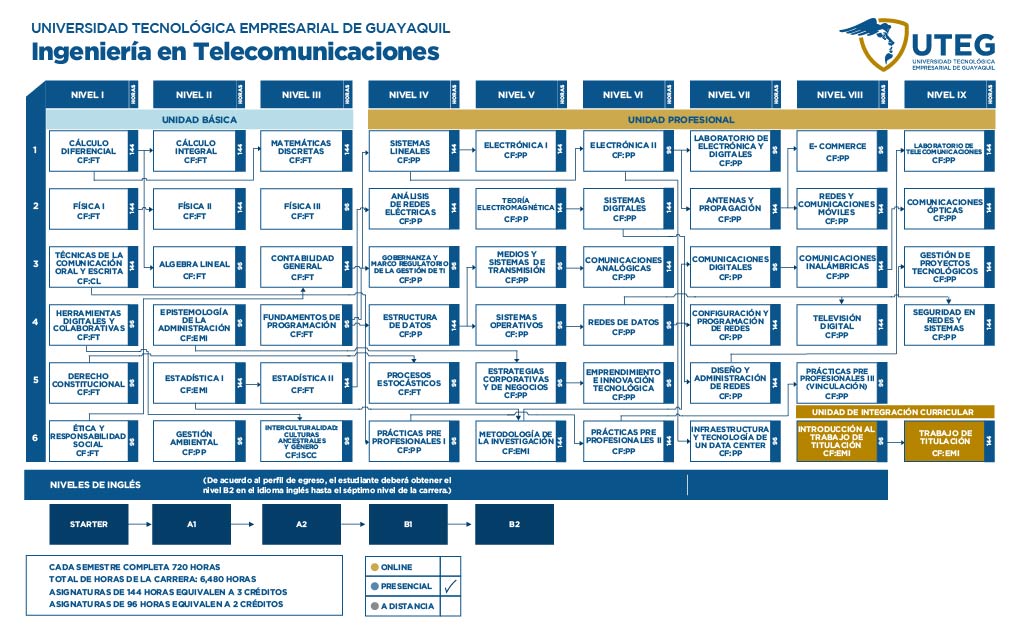 UNIVERSIDAD TECNOLÓGICA EMPRESARIAL DE GUAYAQUIL
Ingeniería en Telecomunicaciones
UTEG
UNIVERSIDAD TECNOLÓGICA
EMPRESARIAL DE GUAYAQUIL
NIVEL I HORAS NIVEL II HORAS NIVEL III HORAS NIVEL IV HORAS NIVEL V HORAS NIVEL VI HORAS NIVEL VII HORAS NIVEL VIII HORAS NIVEL IX HORAS
UNIDAD BÁSICA
UNIDAD PROFESIONAL
1
CÁLCULO
DIFERENCIAL
CF:FT
144
CÁLCULO
INTEGRAL
CF:FT
144
MATEMÁTICAS
DISCRETAS
CF:FT
144
SISTEMAS
LINEALES
CF:PP
144
ELECTRÓNICA I
CF:PP
144
ELECTRÓNICA II
CF:PP
96
LABORATORIO DE
ELECTRÓNICA Y
DIGITALES
CF:PP
96
E- COMMERCE
CF:PP
96
LABORATORIO DE
TELECOMUNICACIONES
CF:PP
144
2
FÍSICA I
CF:FT
144
FÍSICA II
CF:FT
144
FÍSICA III
CF:FT
96
ANÁLISIS
DE REDES
ELÉCTRICAS
CF:PP
144
TEORÍA
ELECTROMAGNÉTICA
CF:PP
144
SISTEMAS
DIGITALES
CF:PP
144
ANTENAS Y
PROPAGACIÓN
CF:PP
144
REDES Y
COMUNICACIONES
MÓVILES
CF:PP
144
COMUNICACIONES
ÓPTICAS
CF:PP
144
3
TÉCNICAS DE LA
COMUNICACIÓN
ORAL Y ESCRITA
CF:CL
144
ALGEBRA LINEAL
CF:FT
96
CONTABILIDAD
GENERAL
CF:FT
144
GOBERNANZA Y
MARCO REGULATORIO
DE LA GESTIÓN DE TI
CF:PP
96
MEDIOS Y
SISTEMAS DE
TRANSMISIÓN
CF:PP
144
COMUNICACIONES
ANALÓGICAS
CF:PP
144
COMUNICACIONES
DIGITALES
CF:PP
96
COMUNICACIONES
INALÁMBRICAS
CF:PP
144
GESTIÓN DE
PROYECTOS
TECNOLÓGICOS
CF:PP
144
4
HERRAMIENTAS
DIGITALES Y
COLABORATIVAS
CF:FT
96
EPISTEMOLOGÍA
DE LA
ADMINISTRACIÓN
CF:EMI
96
FUNDAMENTOS DE
PROGRAMACIÓN
CF:FT
96
ESTRUCTURA
DE DATOS
CF:PP
144
SISTEMAS
OPERATIVOS
CF:PP
96
REDES DE DATOS
CF:PP
96
CONFIGURACIÓN Y
PROGRAMACIÓN
DE REDES
CF:PP
144
TELEVISIÓN
DIGITAL
CF:PP
144
SEGURIDAD EN
REDES Y
SISTEMAS
CF:PP
144
5
DERECHO
CONSTITUCIONAL
CF:FT
96
ESTADÍSTICA I
CF:EMI
144
ESTADÍSTICA II
CF:FT
144
PROCESOS
ESTOCÁSTICOS
CF:FT
96
ESTRATEGIAS
CORPORATIVAS
Y DE NEGOCIOS
CF:PP
96
EMPRENDIMIENTO
E INNOVACIÓN
TECNOLÓGICA
CF:PP
96
DISEÑO Y
ADMINISTRACIÓN
DE REDES
CF:PP
144
PRÁCTICAS PRE
PROFESIONALES III
(VINCULACIÓN)
CF:PP
96
UNIDAD DE INTEGRACIÓN CURRICULAR
6
ÉTICA Y
RESPONSABILIDAD
SOCIAL
CF:FT
96
GESTIÓN
AMBIENTAL
CF:PP
96
INTERCULTURALIDAD:
CULTURAS
ANCESTRALES
Y GÉNERO
CF:ISCC
96
PRÁCTICAS PRE
PROFESIONALES I
CF:PP
96
METODOLOGÍA DE
LA INVESTIGACIÓN
CF:EMI
96
PRÁCTICAS PRE
PROFESIONALES II
CF:PP
144
INFRAESTRUCTURA
Y TECNOLOGÍA DE
UN DATA CENTER
CF:PP
96
INTRODUCCIÓN AL
TRABAJO DE
TITULACIÓN
CF:EMI
96
TRABAJO DE
TITULACIÓN
CF:EMI
144
NIVELES DE INGLÉS
(De acuerdo al perfil de egreso, el estudiante deberá obtener el
nivel B2 en el idioma inglés hasta el séptimo nivel de la carrera.)
STARTER A1 A2 B1 B2
CADA SEMESTRE COMPLETA 720 HORAS
TOTAL DE HORAS DE LA CARRERA: 6,480 HORAS
ASIGNATURAS DE 144 HORAS EQUIVALEN A 3 CRÉDITOS
ASIGNATURAS DE 96 HORAS EQUIVALEN A 2 CRÉDITOS
ONLINE
PRESENCIAL ✓
A DISTANCIA